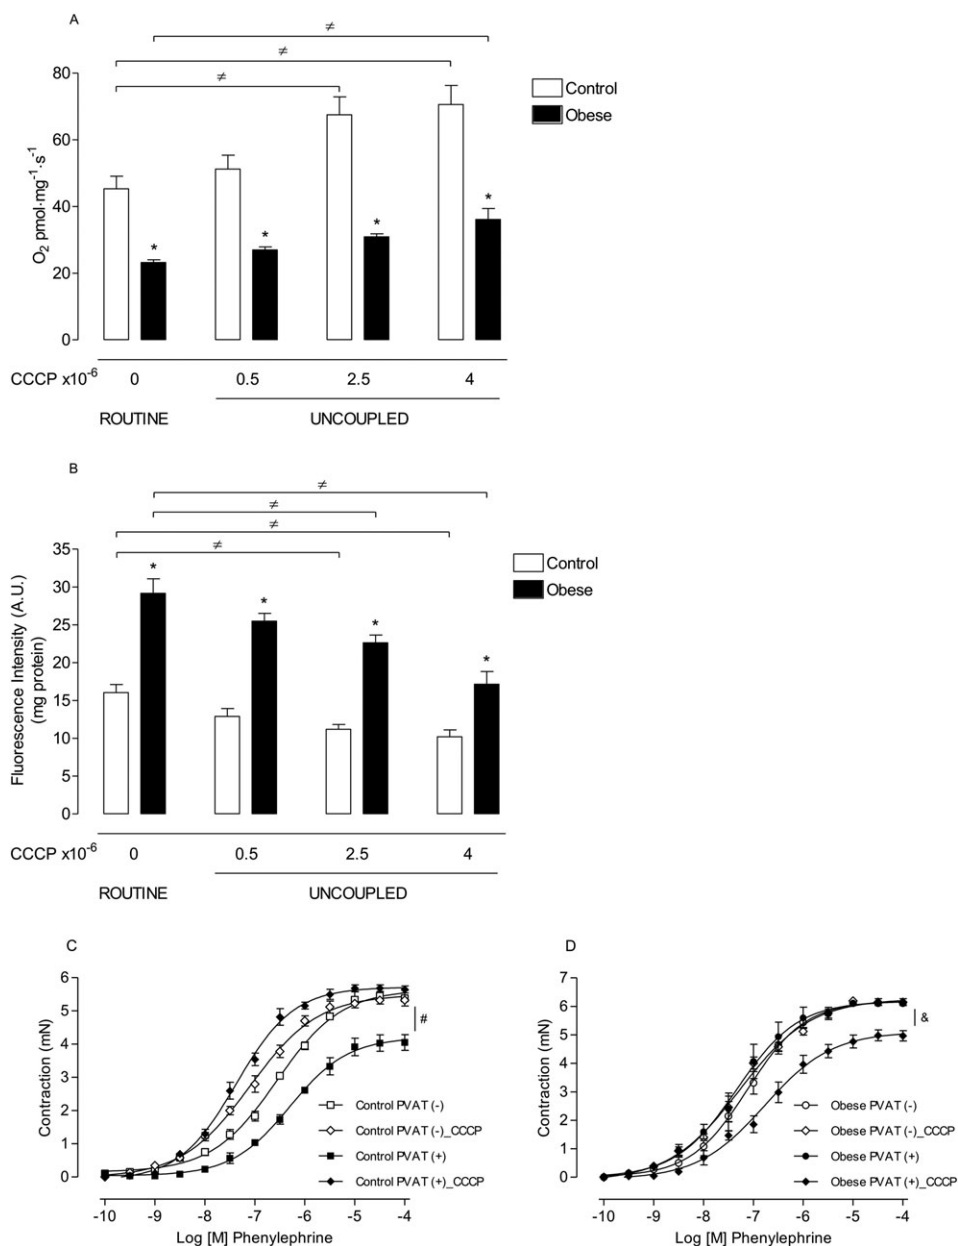 A
≠
≠
≠
80
60
40
20
0
O₂ pmol·mg⁻¹·s⁻¹
Control
Obese
*
*
*
*
CCCP x10⁻⁶ 0 0.5 2.5 4
ROUTINE UNCOUPLED
B
≠
≠
≠
≠
35
30
25
20
15
10
5
0
Fluorescence Intensity (A.U.)
(mg protein)
Control
Obese
*
*
*
*
CCCP x10⁻⁶ 0 0.5 2.5 4
ROUTINE UNCOUPLED
C
6
5
4
3
2
1
0
Contraction (mN)
#
Control PVAT (-)
Control PVAT (-)_CCCP
Control PVAT (+)
Control PVAT (+)_CCCP
-10 -9 -8 -7 -6 -5 -4
Log [M] Phenylephrine
D
7
6
5
4
3
2
1
0
Contraction (mN)
&
Obese PVAT (-)
Obese PVAT (-)_CCCP
Obese PVAT (+)
Obese PVAT (+)_CCCP
-10 -9 -8 -7 -6 -5 -4
Log [M] Phenylephrine